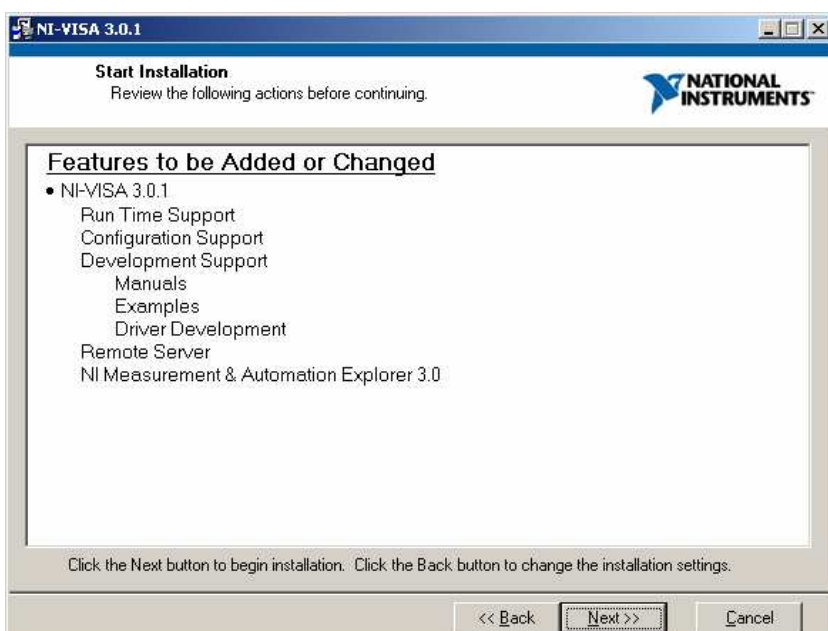 NI-VISA 3.0.1
Start Installation
Review the following actions before continuing.
NATIONAL
INSTRUMENTS
Features to be Added or Changed
• NI-VISA 3.0.1
Run Time Support
Configuration Support
Development Support
Manuals
Examples
Driver Development
Remote Server
NI Measurement & Automation Explorer 3.0
Click the Next button to begin installation. Click the Back button to change the installation settings.
<< Back
Next >>
Cancel